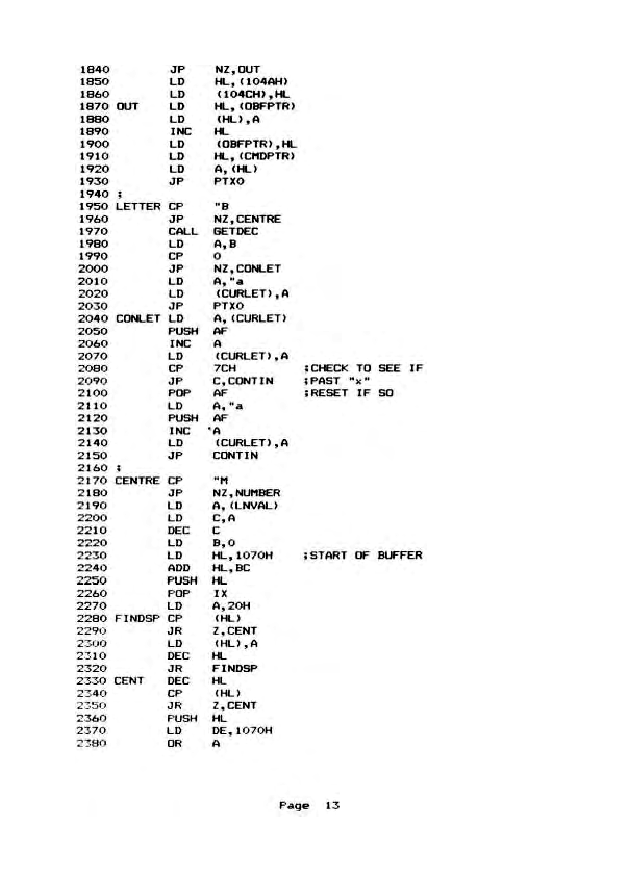 1840        JP    NZ,OUT
1850        LD    HL,(104AH)
1860        LD    (104CH),HL
1870 OUT    LD    HL,(OBFPTR)
1880        LD    (HL),A
1890        INC   HL
1900        LD    (OBFPTR),HL
1910        LD    HL,(CMDPTR)
1920        LD    A,(HL)
1930        JP    PTXO
1940 ;
1950 LETTER CP    "B
1960        JP    NZ,CENTRE
1970        CALL  GETDEC
1980        LD    A,B
1990        CP    0
2000        JP    NZ,CONLET
2010        LD    A,"a
2020        LD    (CURLET),A
2030        JP    PTXO
2040 CONLET LD    A,(CURLET)
2050        PUSH  AF
2060        INC   A
2070        LD    (CURLET),A
2080        CP    7CH         ;CHECK TO SEE IF
2090        JP    C,CONTIN    ;PAST "x"
2100        POP   AF          ;RESET IF SO
2110        LD    A,"a
2120        PUSH  AF
2130        INC   'A
2140        LD    (CURLET),A
2150        JP    CONTIN
2160 ;
2170 CENTRE CP    "M
2180        JP    NZ,NUMBER
2190        LD    A,(LNVAL)
2200        LD    C,A
2210        DEC   C
2220        LD    B,0
2230        LD    HL,1070H    ;START OF BUFFER
2240        ADD   HL,BC
2250        PUSH  HL
2260        POP   IX
2270        LD    A,20H
2280 FINDSP CP    (HL)
2290        JR    Z,CENT
2300        LD    (HL),A
2310        DEC   HL
2320        JR    FINDSP
2330 CENT   DEC   HL
2340        CP    (HL)
2350        JR    Z,CENT
2360        PUSH  HL
2370        LD    DE,1070H
2380        OR    A
Page 13